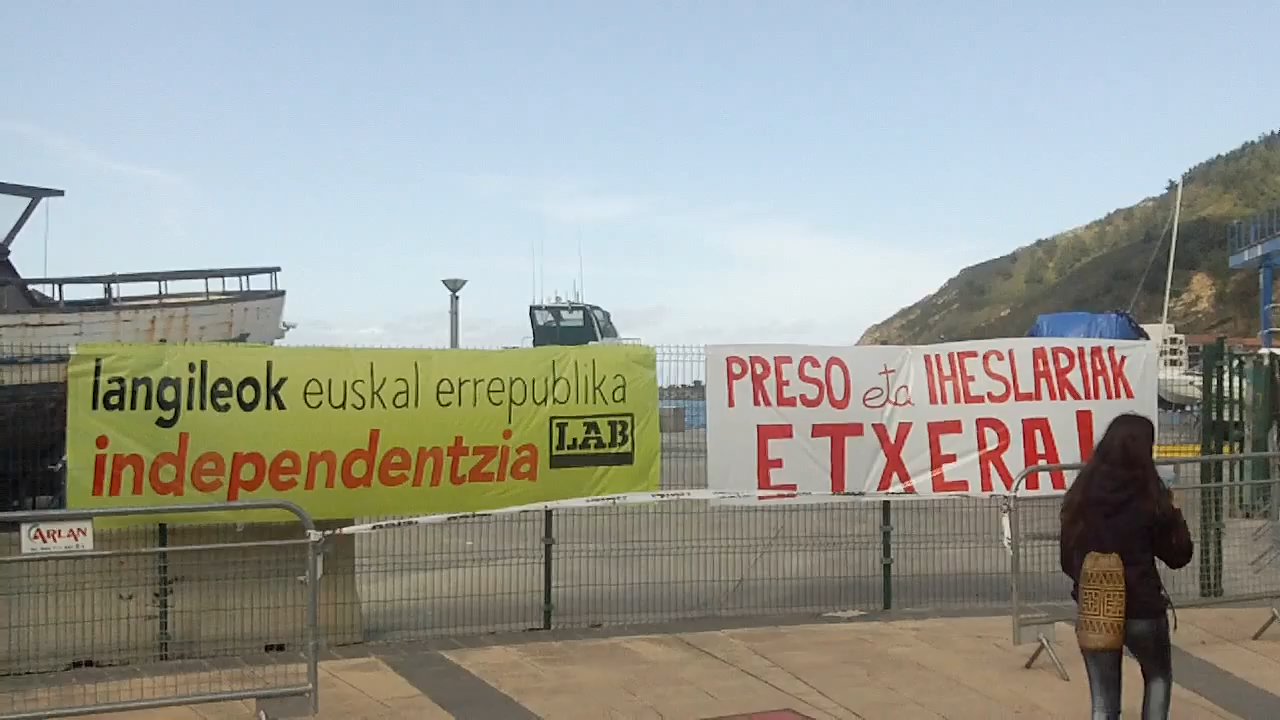 langileok euskal errepublika
independentzia
LAB
PRESO eta IHESLARIAK
ETXERA!
ARLAN